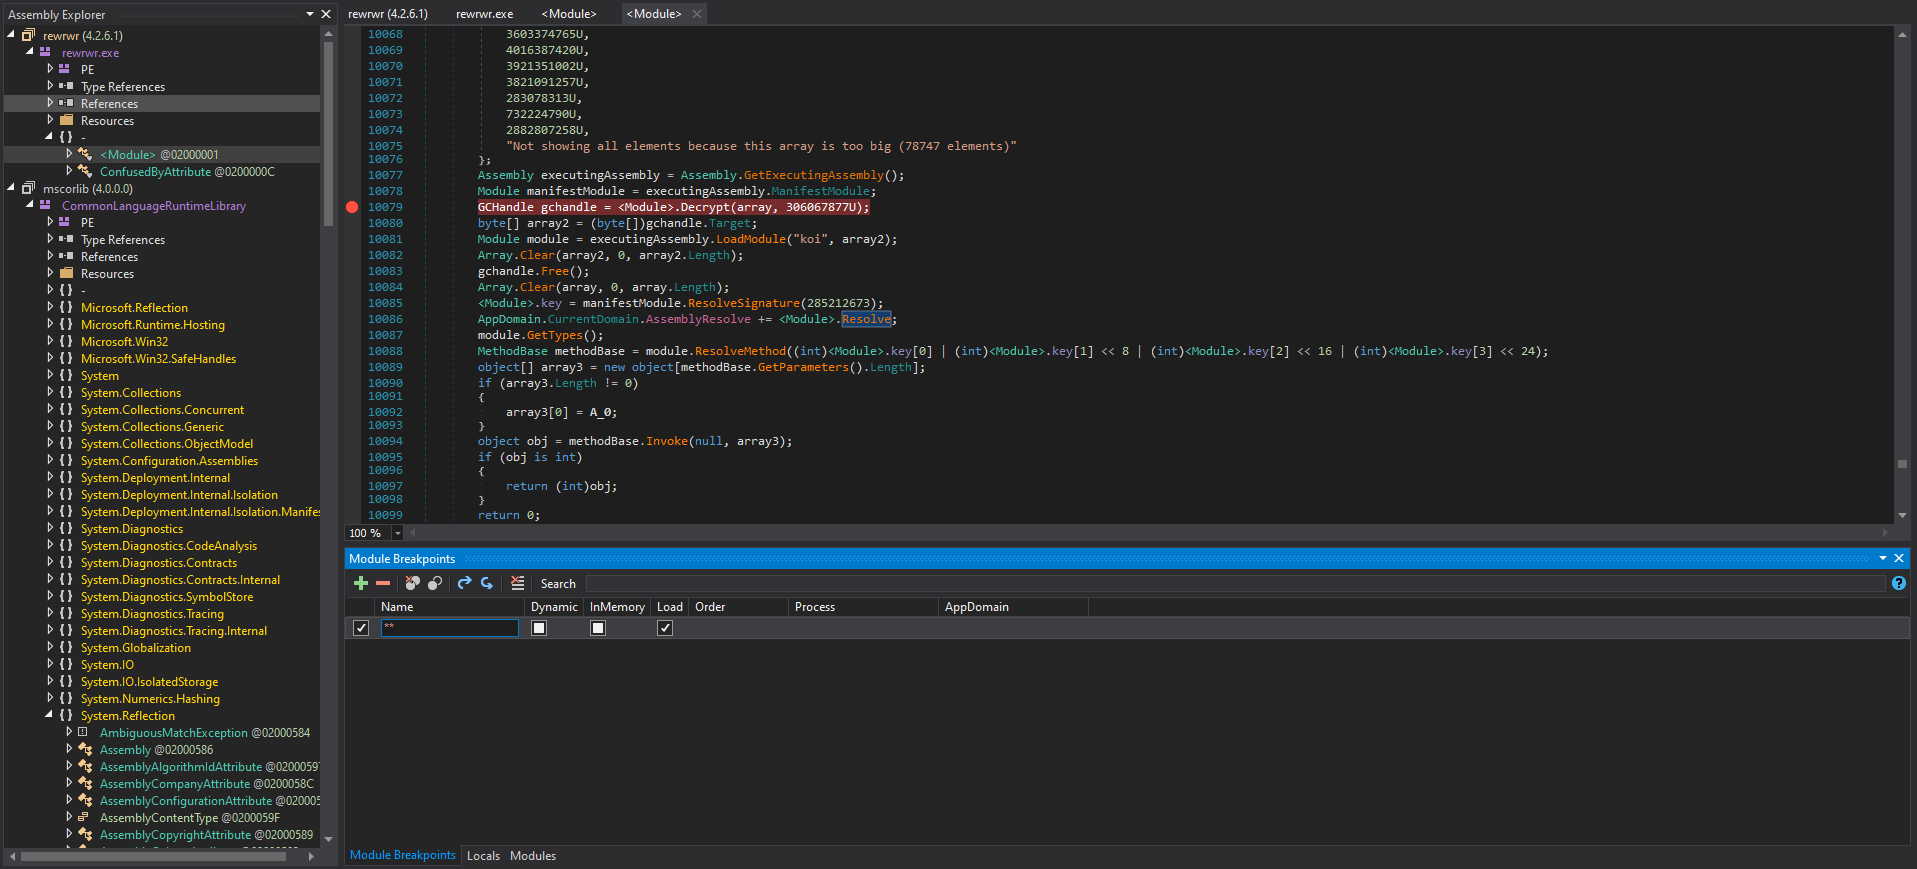 Assembly Explorer
rewrwr (4.2.6.1)
rewrwr.exe
PE
Type References
References
Resources
-
<Module> @02000001
ConfusedByAttribute @0200000C
mscorlib (4.0.0.0)
CommonLanguageRuntimeLibrary
PE
Type References
References
Resources
-
Microsoft.Reflection
Microsoft.Runtime.Hosting
Microsoft.Win32
Microsoft.Win32.SafeHandles
System
System.Collections
System.Collections.Concurrent
System.Collections.Generic
System.Collections.ObjectModel
System.Configuration.Assemblies
System.Deployment.Internal
System.Deployment.Internal.Isolation
System.Deployment.Internal.Isolation.Manifes
System.Diagnostics
System.Diagnostics.CodeAnalysis
System.Diagnostics.Contracts
System.Diagnostics.Contracts.Internal
System.Diagnostics.SymbolStore
System.Diagnostics.Tracing
System.Diagnostics.Tracing.Internal
System.Globalization
System.IO
System.IO.IsolatedStorage
System.Numerics.Hashing
System.Reflection
AmbiguousMatchException @02000584
Assembly @02000586
AssemblyAlgorithmIdAttribute @0200059
AssemblyCompanyAttribute @0200058C
AssemblyConfigurationAttribute @020005
AssemblyContentType @0200059F
AssemblyCopyrightAttribute @02000589
rewrwr (4.2.6.1) rewrwr.exe <Module> <Module>
10068 3603374765U,
10069 4016387420U,
10070 3921351002U,
10071 3821091257U,
10072 283078313U,
10073 732224790U,
10074 2882807258U,
10075 "Not showing all elements because this array is too big (78747 elements)"
10076 };
10077 Assembly executingAssembly = Assembly.GetExecutingAssembly();
10078 Module manifestModule = executingAssembly.ManifestModule;
10079 GCHandle gchandle = <Module>.Decrypt(array, 306067877U);
10080 byte[] array2 = (byte[])gchandle.Target;
10081 Module module = executingAssembly.LoadModule("koi", array2);
10082 Array.Clear(array2, 0, array2.Length);
10083 gchandle.Free();
10084 Array.Clear(array, 0, array.Length);
10085 <Module>.key = manifestModule.ResolveSignature(285212673);
10086 AppDomain.CurrentDomain.AssemblyResolve += <Module>.Resolve;
10087 module.GetTypes();
10088 MethodBase methodBase = module.ResolveMethod((int)<Module>.key[0] | (int)<Module>.key[1] << 8 | (int)<Module>.key[2] << 16 | (int)<Module>.key[3] << 24);
10089 object[] array3 = new object[methodBase.GetParameters().Length];
10090 if (array3.Length != 0)
10091 {
10092 array3[0] = A_0;
10093 }
10094 object obj = methodBase.Invoke(null, array3);
10095 if (obj is int)
10096 {
10097 return (int)obj;
10098 }
10099 return 0;
100 %
Module Breakpoints
Search
Name Dynamic InMemory Load Order Process AppDomain
**
Module Breakpoints Locals Modules